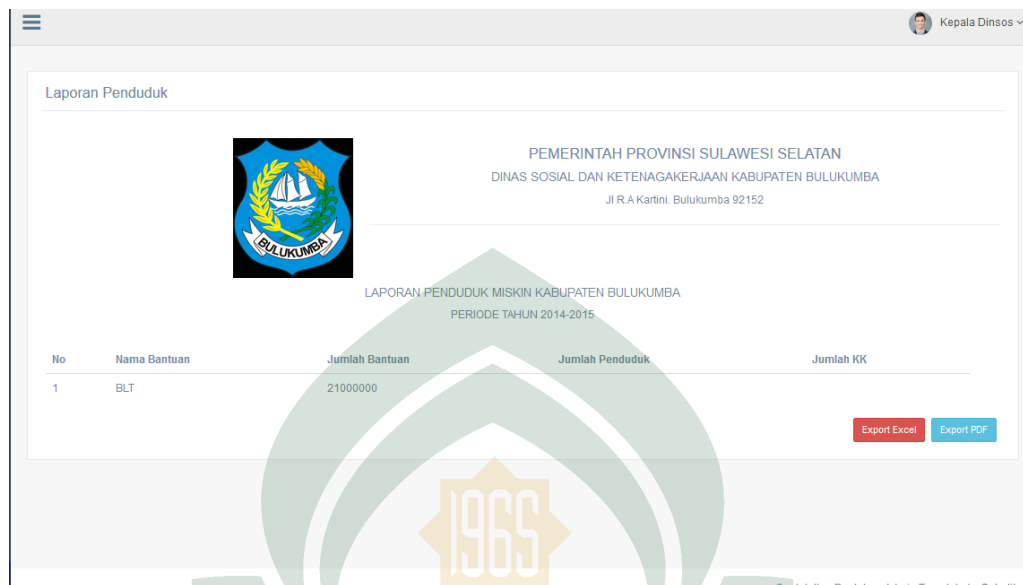 Kepala Dinsos
Laporan Penduduk
BULUKUMBA
PEMERINTAH PROVINSI SULAWESI SELATAN
DINAS SOSIAL DAN KETENAGAKERJAAN KABUPATEN BULUKUMBA
Jl R.A Kartini. Bulukumba 92152
LAPORAN PENDUDUK MISKIN KABUPATEN BULUKUMBA
PERIODE TAHUN 2014-2015
No Nama Bantuan Jumlah Bantuan Jumlah Penduduk Jumlah KK
1 BLT 21000000
Export Excel Export PDF
1965